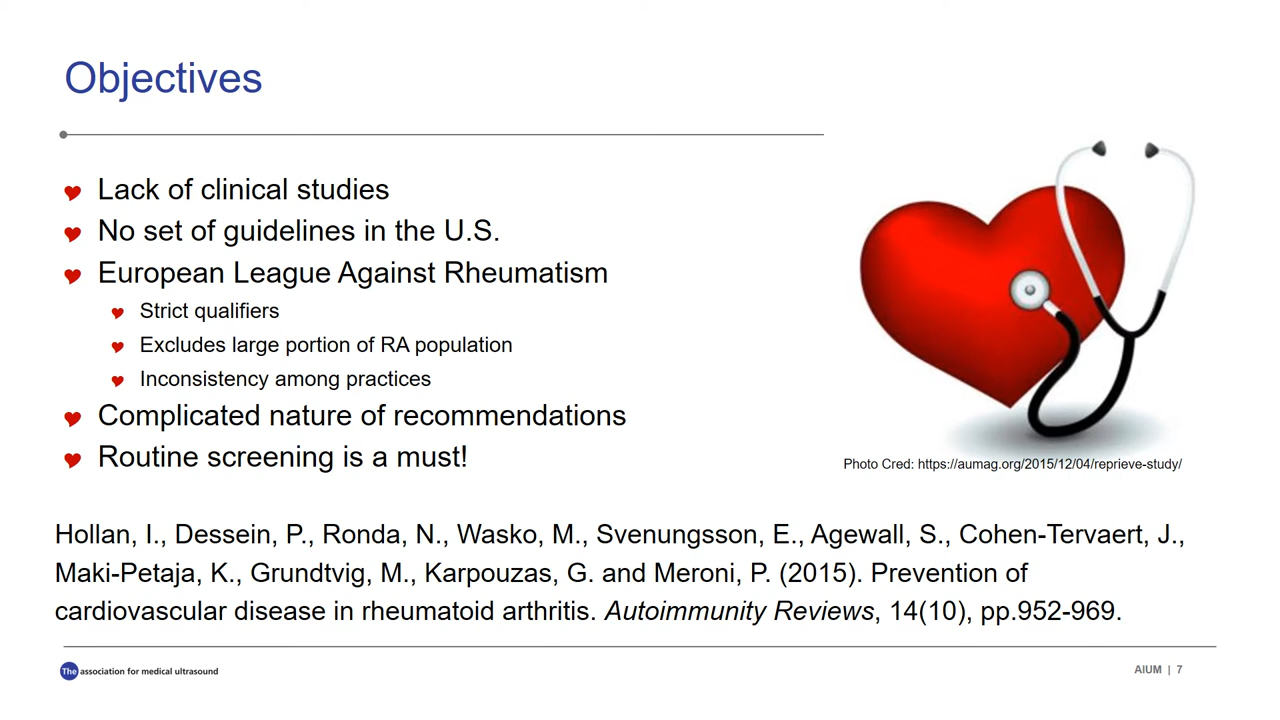 Objectives
Lack of clinical studies
No set of guidelines in the U.S.
European League Against Rheumatism
Strict qualifiers
Excludes large portion of RA population
Inconsistency among practices
Complicated nature of recommendations
Routine screening is a must!
Photo Cred: https://aumag.org/2015/12/04/reprieve-study/
Hollan, I., Dessein, P., Ronda, N., Wasko, M., Svenungsson, E., Agewall, S., Cohen-Tervaert, J.,
Maki-Petaja, K., Grundtvig, M., Karpouzas, G. and Meroni, P. (2015). Prevention of
cardiovascular disease in rheumatoid arthritis. Autoimmunity Reviews, 14(10), pp.952-969.
The association for medical ultrasound
AIUM | 7